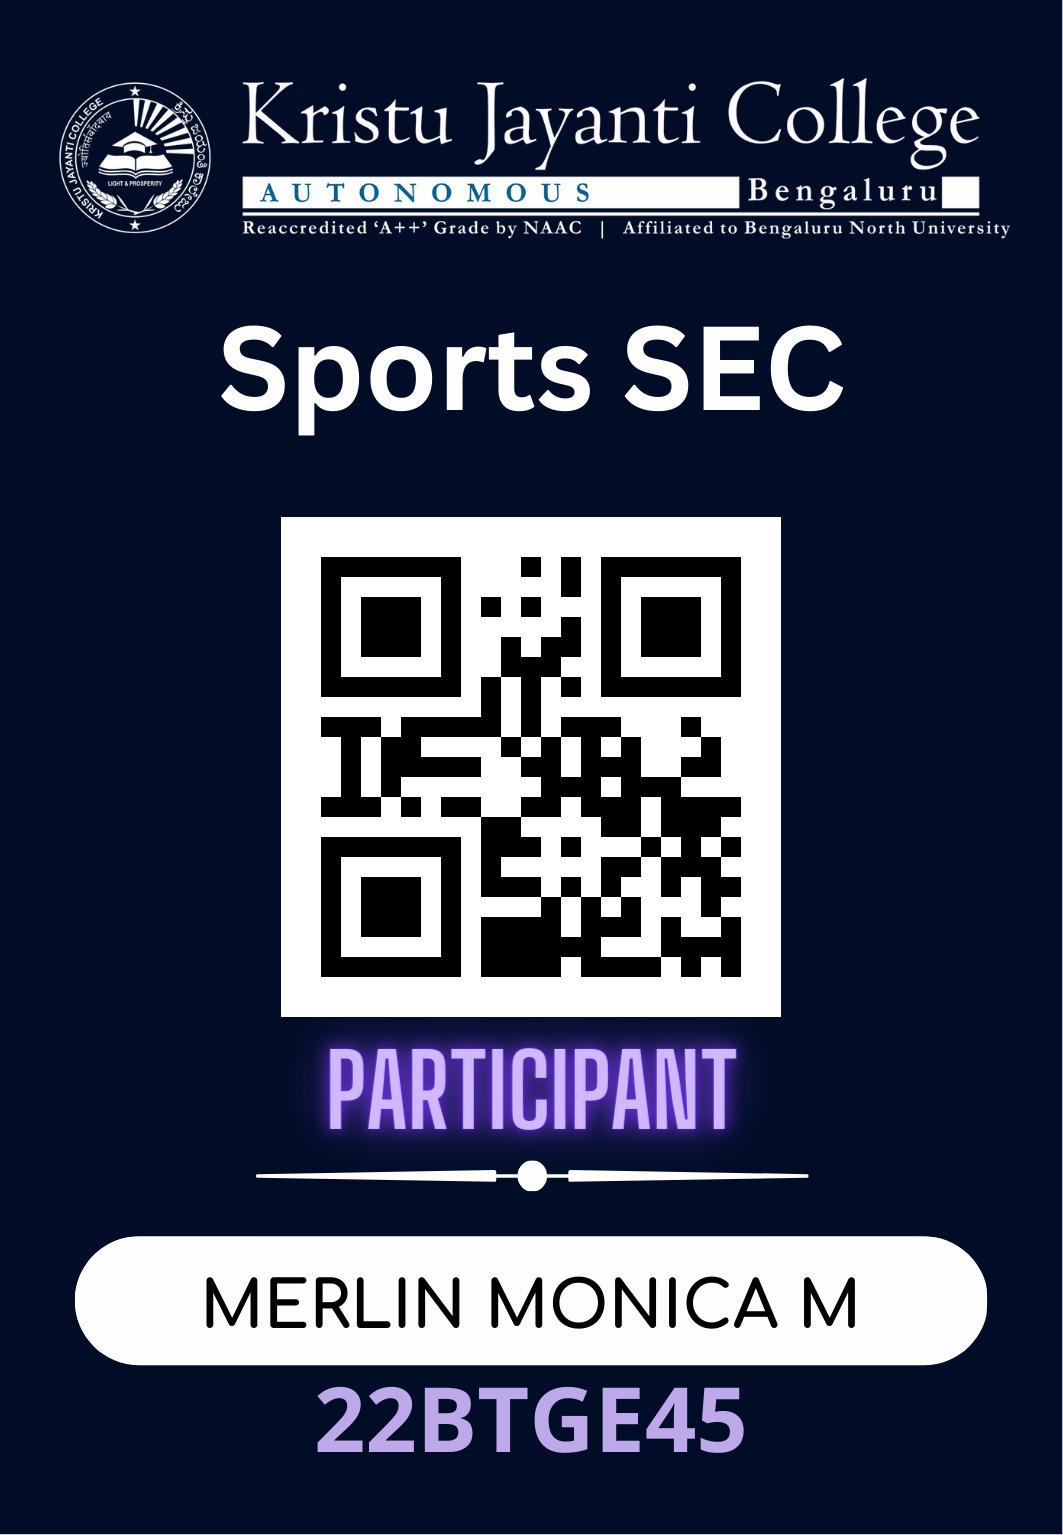 Kristu Jayanti College
AUTONOMOUS Bengaluru
Reaccredited ‘A++’ Grade by NAAC | Affiliated to Bengaluru North University
KRISTU JAYANTI COLLEGE
LIGHT & PROSPERITY
Sports SEC
PARTICIPANT
MERLIN MONICA M
22BTGE45